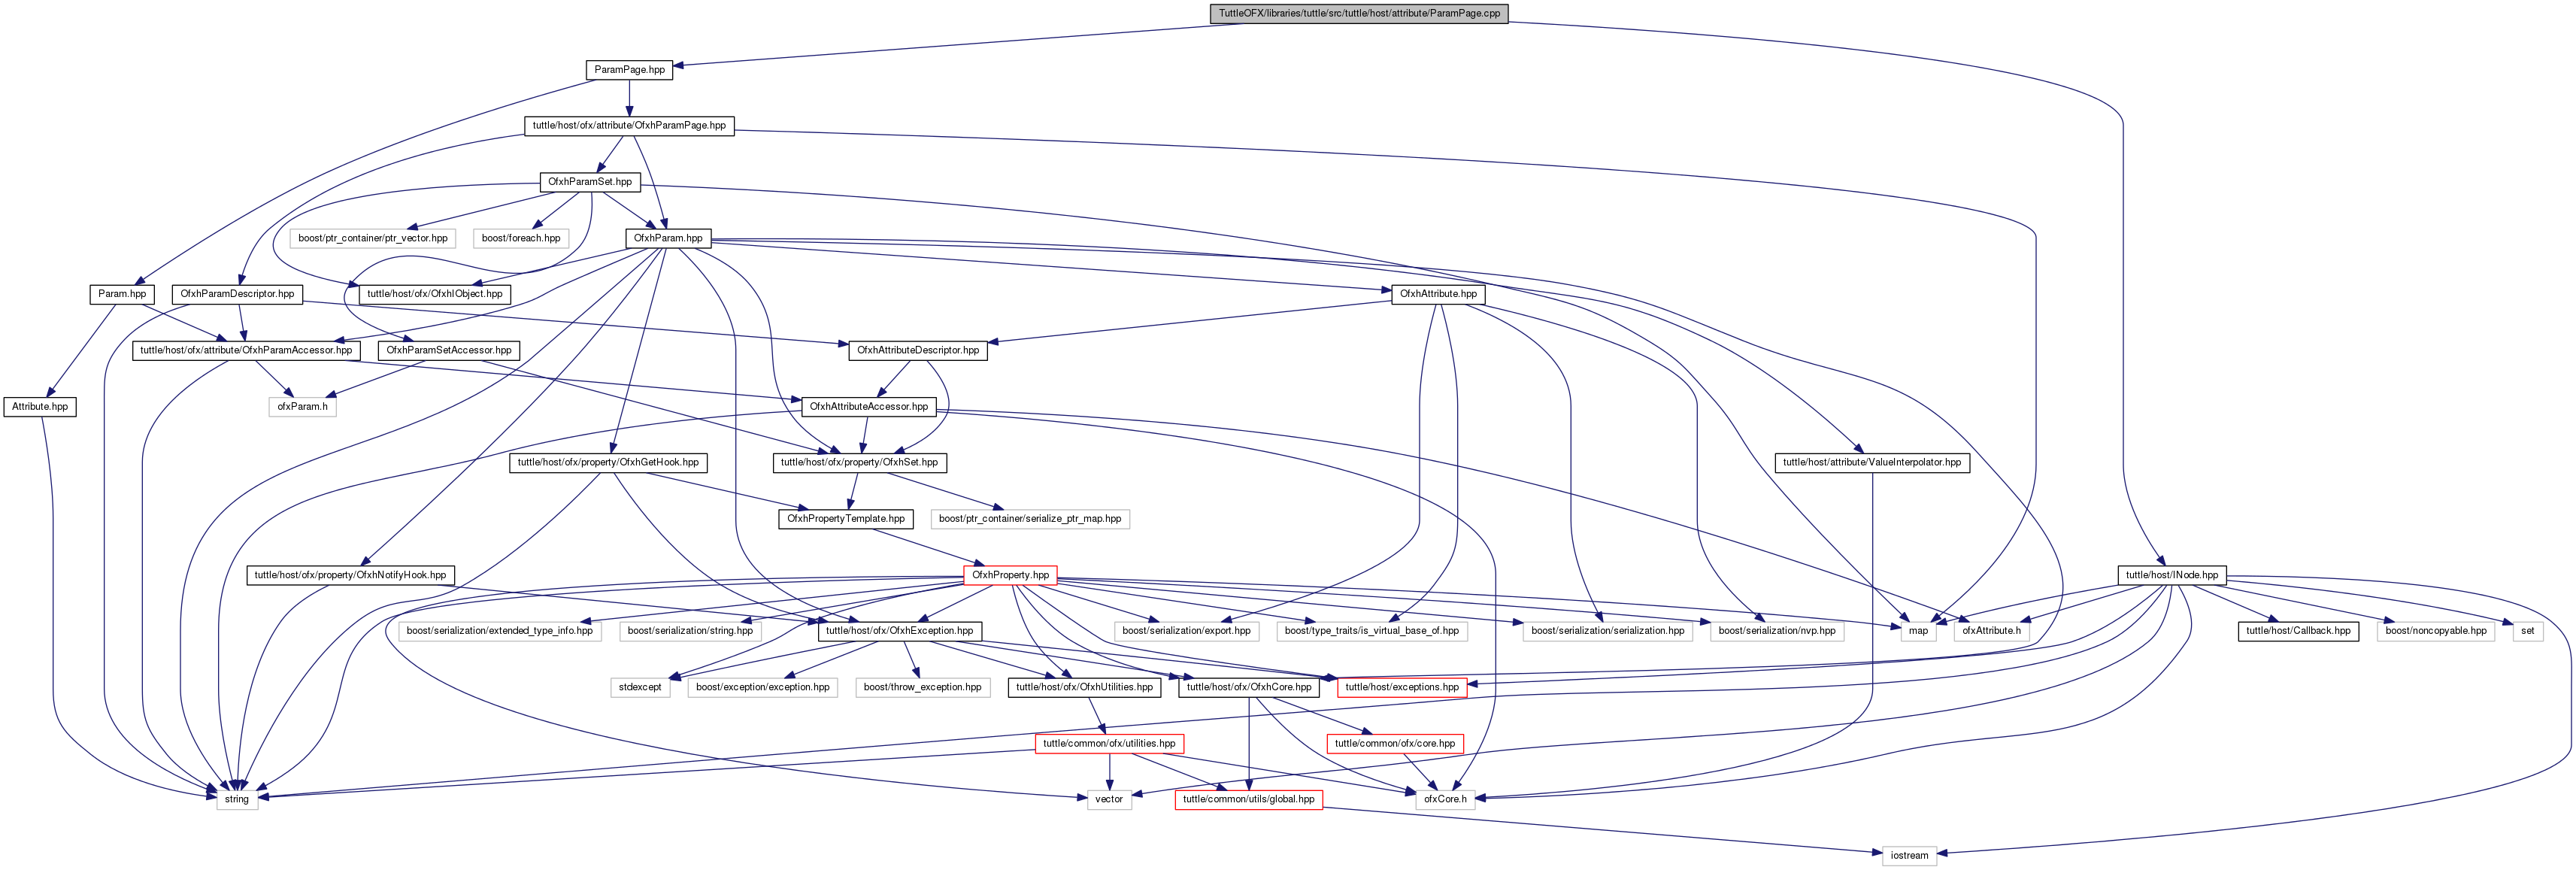 TuttleOFX/libraries/tuttle/src/tuttle/host/attribute/ParamPage.cpp
ParamPage.hpp
tuttle/host/ofx/attribute/OfxhParamPage.hpp
OfxhParamSet.hpp
boost/ptr_container/ptr_vector.hpp
boost/foreach.hpp
OfxhParam.hpp
Param.hpp
OfxhParamDescriptor.hpp
tuttle/host/ofx/OfxhIObject.hpp
OfxhAttribute.hpp
tuttle/host/ofx/attribute/OfxhParamAccessor.hpp
OfxhParamSetAccessor.hpp
OfxhAttributeDescriptor.hpp
Attribute.hpp
ofxParam.h
OfxhAttributeAccessor.hpp
tuttle/host/ofx/property/OfxhGetHook.hpp
tuttle/host/ofx/property/OfxhSet.hpp
tuttle/host/attribute/ValueInterpolator.hpp
OfxhPropertyTemplate.hpp
boost/ptr_container/serialize_ptr_map.hpp
tuttle/host/ofx/property/OfxhNotifyHook.hpp
OfxhProperty.hpp
tuttle/host/INode.hpp
boost/serialization/extended_type_info.hpp
boost/serialization/string.hpp
tuttle/host/ofx/OfxhException.hpp
boost/serialization/export.hpp
boost/type_traits/is_virtual_base_of.hpp
boost/serialization/serialization.hpp
boost/serialization/nvp.hpp
map
ofxAttribute.h
tuttle/host/Callback.hpp
boost/noncopyable.hpp
set
stdexcept
boost/exception/exception.hpp
boost/throw_exception.hpp
tuttle/host/ofx/OfxhUtilities.hpp
tuttle/host/ofx/OfxhCore.hpp
tuttle/host/exceptions.hpp
tuttle/common/ofx/utilities.hpp
tuttle/common/ofx/core.hpp
string
vector
tuttle/common/utils/global.hpp
ofxCore.h
iostream